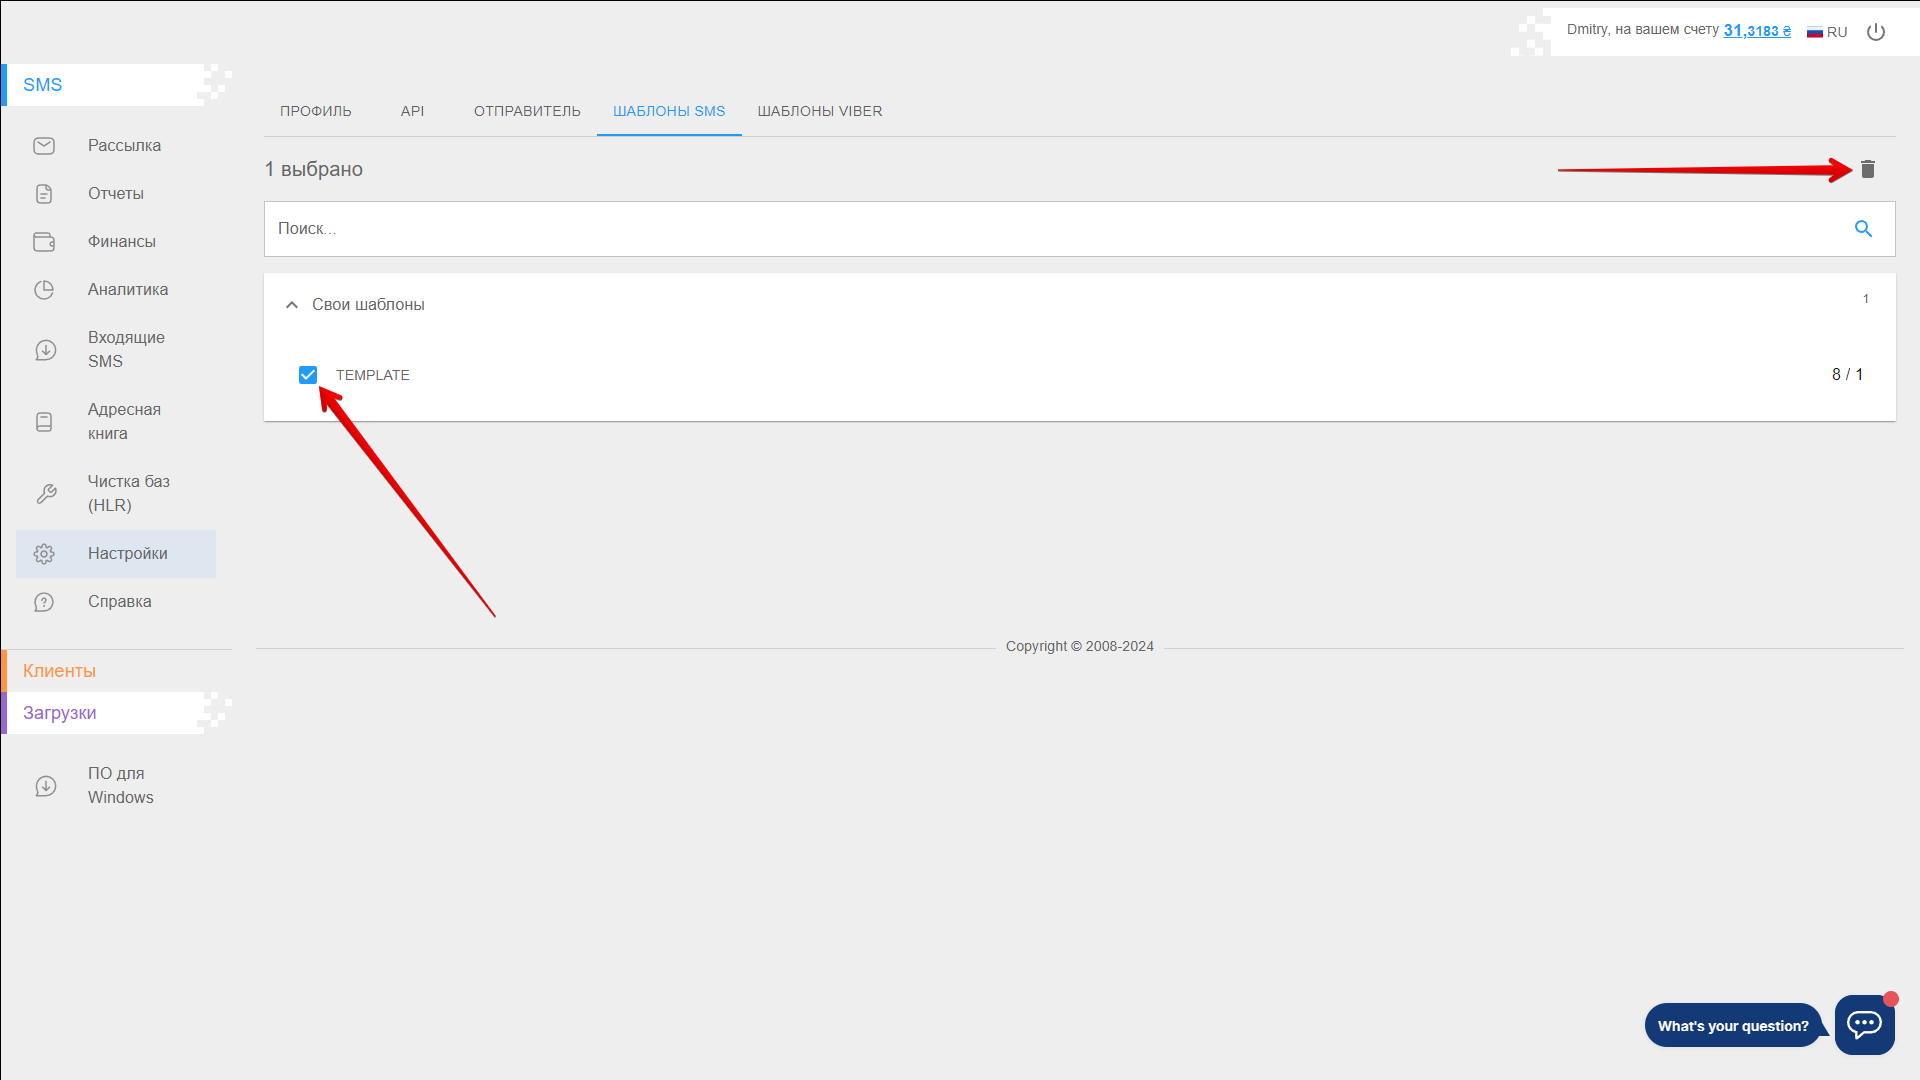 Dmitry, на вашем счету 31,3183 ₴ RU
SMS
Рассылка
Отчеты
Финансы
Аналитика
Входящие
SMS
Адресная
книга
Чистка баз
(HLR)
Настройки
Справка
Клиенты
Загрузки
ПО для
Windows
ПРОФИЛЬ API ОТПРАВИТЕЛЬ ШАБЛОНЫ SMS ШАБЛОНЫ VIBER
1 выбрано
Поиск...
Свои шаблоны 1
TEMPLATE 8 / 1
Copyright © 2008-2024
What's your question?